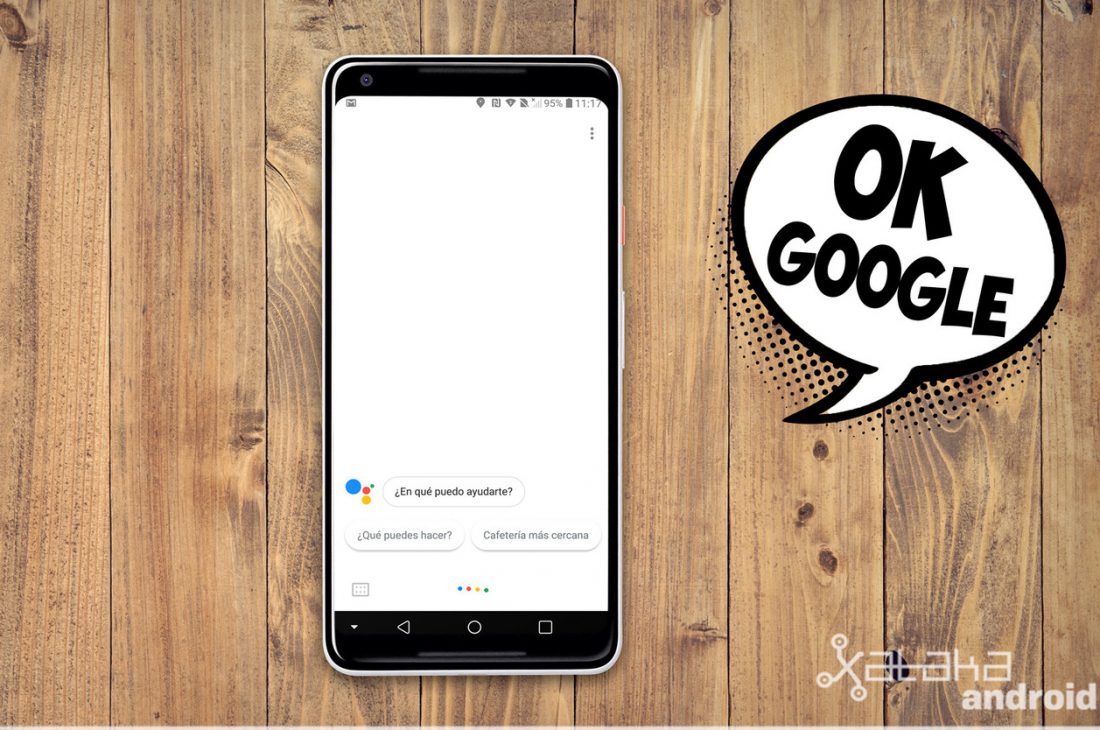 95% 11:17
OK
GOOGLE
¿En qué puedo ayudarte?
¿Qué puedes hacer?
Cafetería más cercana
xataka
android